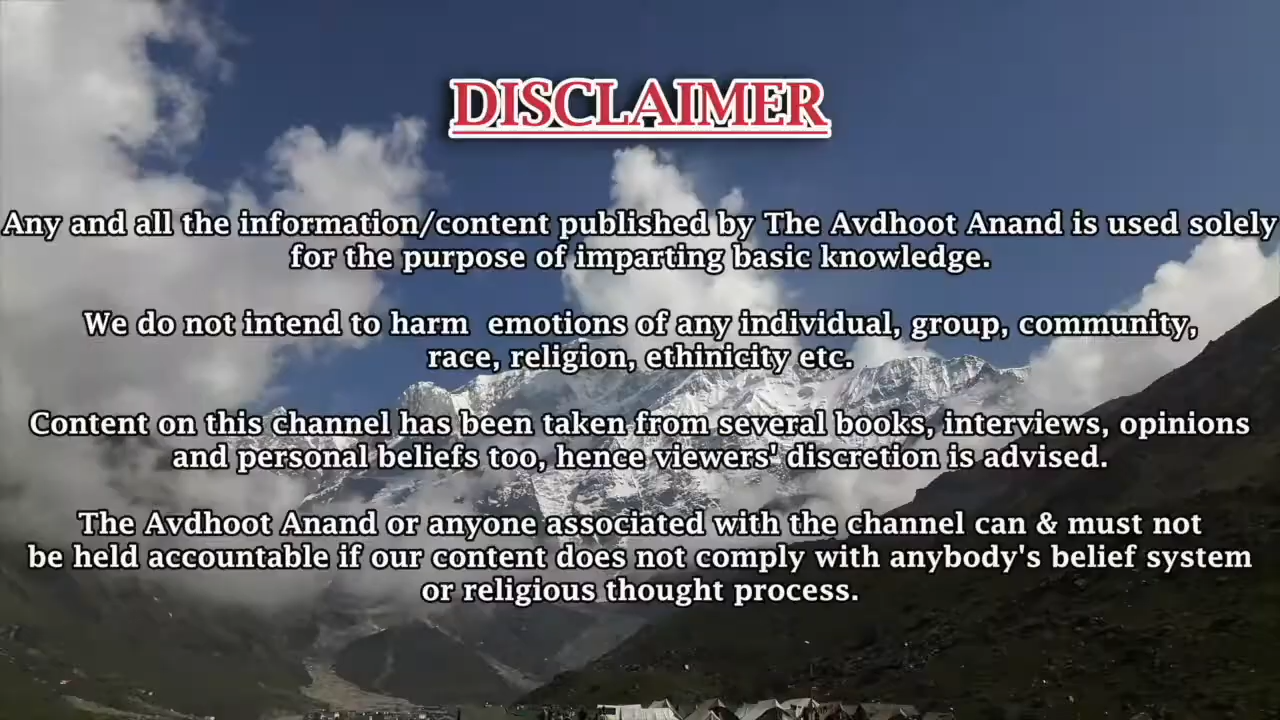 DISCLAIMER
Any and all the information/content published by The Avdhoot Anand is used solely
for the purpose of imparting basic knowledge.
We do not intend to harm  emotions of any individual, group, community,
race, religion, ethinicity etc.
Content on this channel has been taken from several books, interviews, opinions
and personal beliefs too, hence viewers' discretion is advised.
The Avdhoot Anand or anyone associated with the channel can & must not
be held accountable if our content does not comply with anybody's belief system
or religious thought process.